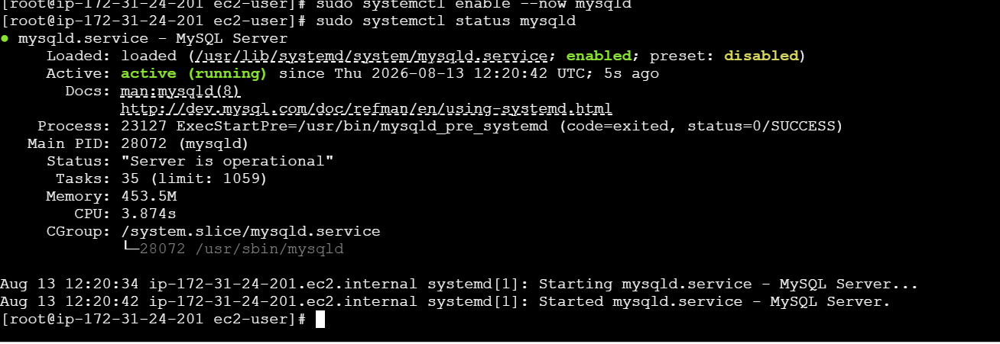 [root@ip-172-31-24-201 ec2-user]# sudo systemctl enable --now mysqld
[root@ip-172-31-24-201 ec2-user]# sudo systemctl status mysqld
● mysqld.service - MySQL Server
     Loaded: loaded (/usr/lib/systemd/system/mysqld.service; enabled; preset: disabled)
     Active: active (running) since Thu 2026-08-13 12:20:42 UTC; 5s ago
       Docs: man:mysqld(8)
             http://dev.mysql.com/doc/refman/en/using-systemd.html
    Process: 23127 ExecStartPre=/usr/bin/mysqld_pre_systemd (code=exited, status=0/SUCCESS)
   Main PID: 28072 (mysqld)
     Status: "Server is operational"
      Tasks: 35 (limit: 1059)
     Memory: 453.5M
        CPU: 3.874s
     CGroup: /system.slice/mysqld.service
             └─28072 /usr/sbin/mysqld
Aug 13 12:20:34 ip-172-31-24-201.ec2.internal systemd[1]: Starting mysqld.service - MySQL Server...
Aug 13 12:20:42 ip-172-31-24-201.ec2.internal systemd[1]: Started mysqld.service - MySQL Server.
[root@ip-172-31-24-201 ec2-user]#